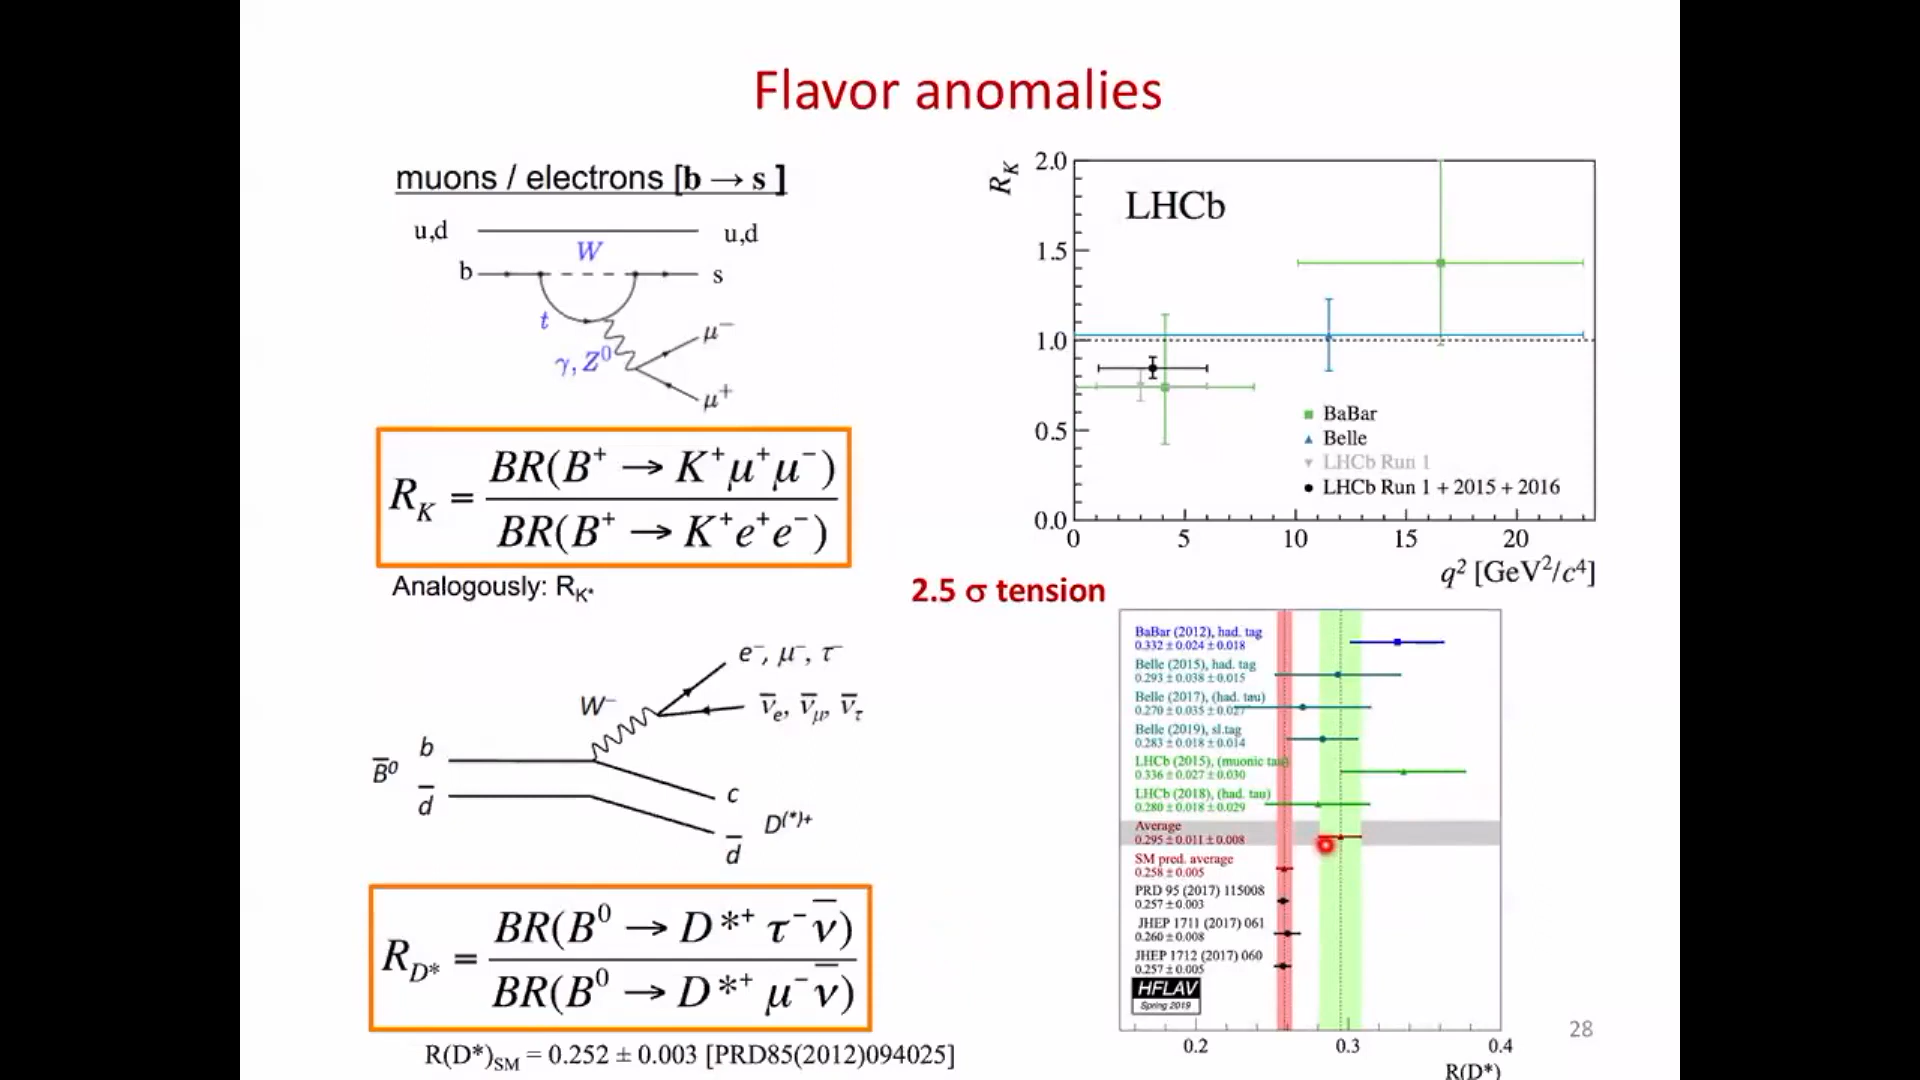 Flavor anomalies
muons / electrons [b → s ]
u,d
u,d
W
b
s
t
γ, Z⁰
μ⁻
μ⁺
R_K = BR(B⁺ → K⁺μ⁺μ⁻)
BR(B⁺ → K⁺e⁺e⁻)
Analogously: R_K*
R_K
2.0
1.5
1.0
0.5
0.0
LHCb
BaBar
Belle
LHCb Run 1
LHCb Run 1 + 2015 + 2016
0 5 10 15 20
q² [GeV²/c⁴]
2.5 σ tension
e⁻, μ⁻, τ⁻
W⁻
ν̄_e, ν̄_μ, ν̄_τ
b
B̄⁰
d̄
c
D⁽*⁾⁺
d̄
R_D* = BR(B⁰ → D*⁺ τ⁻ν̄)
BR(B⁰ → D*⁺ μ⁻ν̄)
R(D*)_SM = 0.252 ± 0.003 [PRD85(2012)094025]
BaBar (2012), had. tag
0.332 ± 0.024 ± 0.018
Belle (2015), had. tag
0.293 ± 0.038 ± 0.015
Belle (2017), (had. tau)
0.270 ± 0.035 ± 0.027
Belle (2019), sl.tag
0.283 ± 0.018 ± 0.014
LHCb (2015), (muonic tau)
0.336 ± 0.027 ± 0.030
LHCb (2018), (had. tau)
0.280 ± 0.018 ± 0.029
Average
0.295 ± 0.011 ± 0.008
SM pred. average
0.258 ± 0.005
PRD 95 (2017) 115008
0.257 ± 0.003
JHEP 1711 (2017) 061
0.260 ± 0.008
JHEP 1712 (2017) 060
0.257 ± 0.005
HFLAV
Spring 2019
0.2 0.3 0.4
R(D*)
28